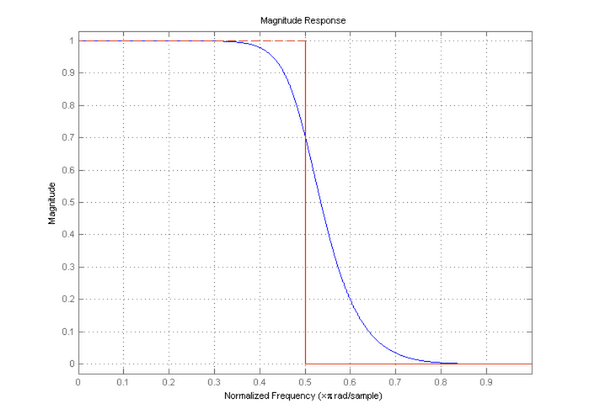 Magnitude Response
1
0.9
0.8
0.7
0.6
0.5
0.4
0.3
0.2
0.1
0
Magnitude
0 0.1 0.2 0.3 0.4 0.5 0.6 0.7 0.8 0.9
Normalized Frequency (×π rad/sample)